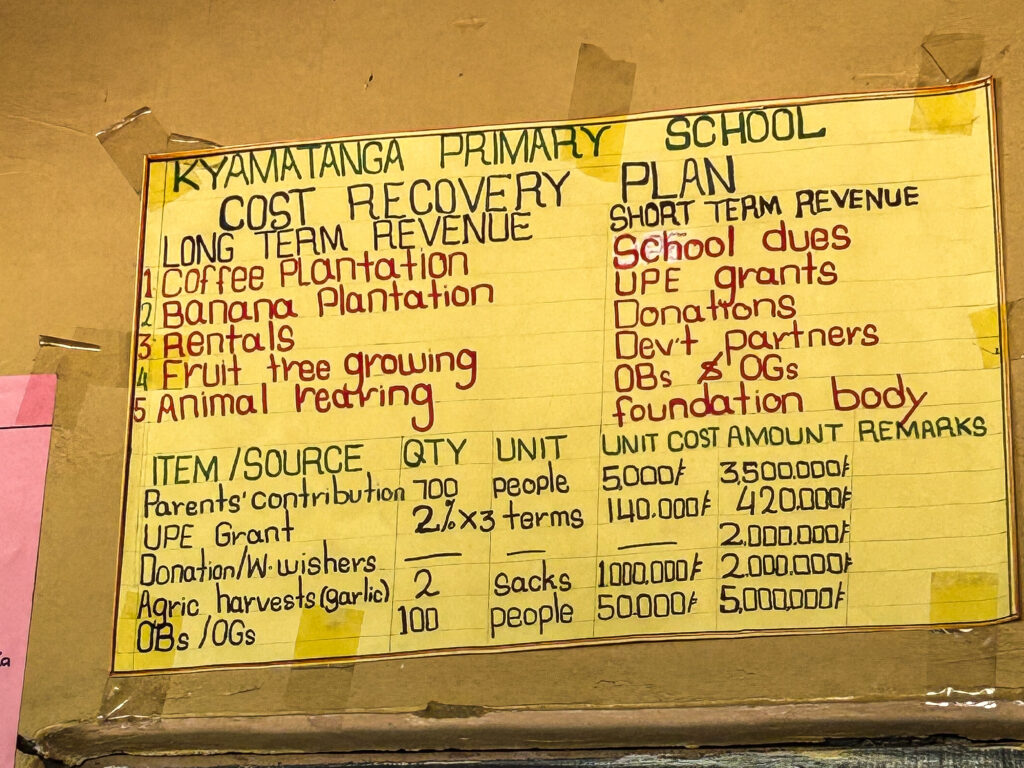 KYAMATANGA PRIMARY SCHOOL
COST RECOVERY PLAN
LONG TERM REVENUE SHORT TERM REVENUE
1 Coffee Plantation School dues
2 Banana Plantation UPE grants
3 Rentals Donations
4 Fruit tree growing Dev't partners
5 Animal rearing OBs & OGs
foundation body
ITEM/SOURCE QTY UNIT UNIT COST AMOUNT REMARKS
Parents' contribution 700 people 5,000/= 3,500.000/=
UPE Grant 2% x3 terms 140.000/= 420.000/=
Donation/W.wishers — — — 2.000.000/=
Agric harvests(garlic) 2 sacks 1.000,000/= 2.000.000/=
OBs/OGs 100 people 50.000/= 5,000,000/=